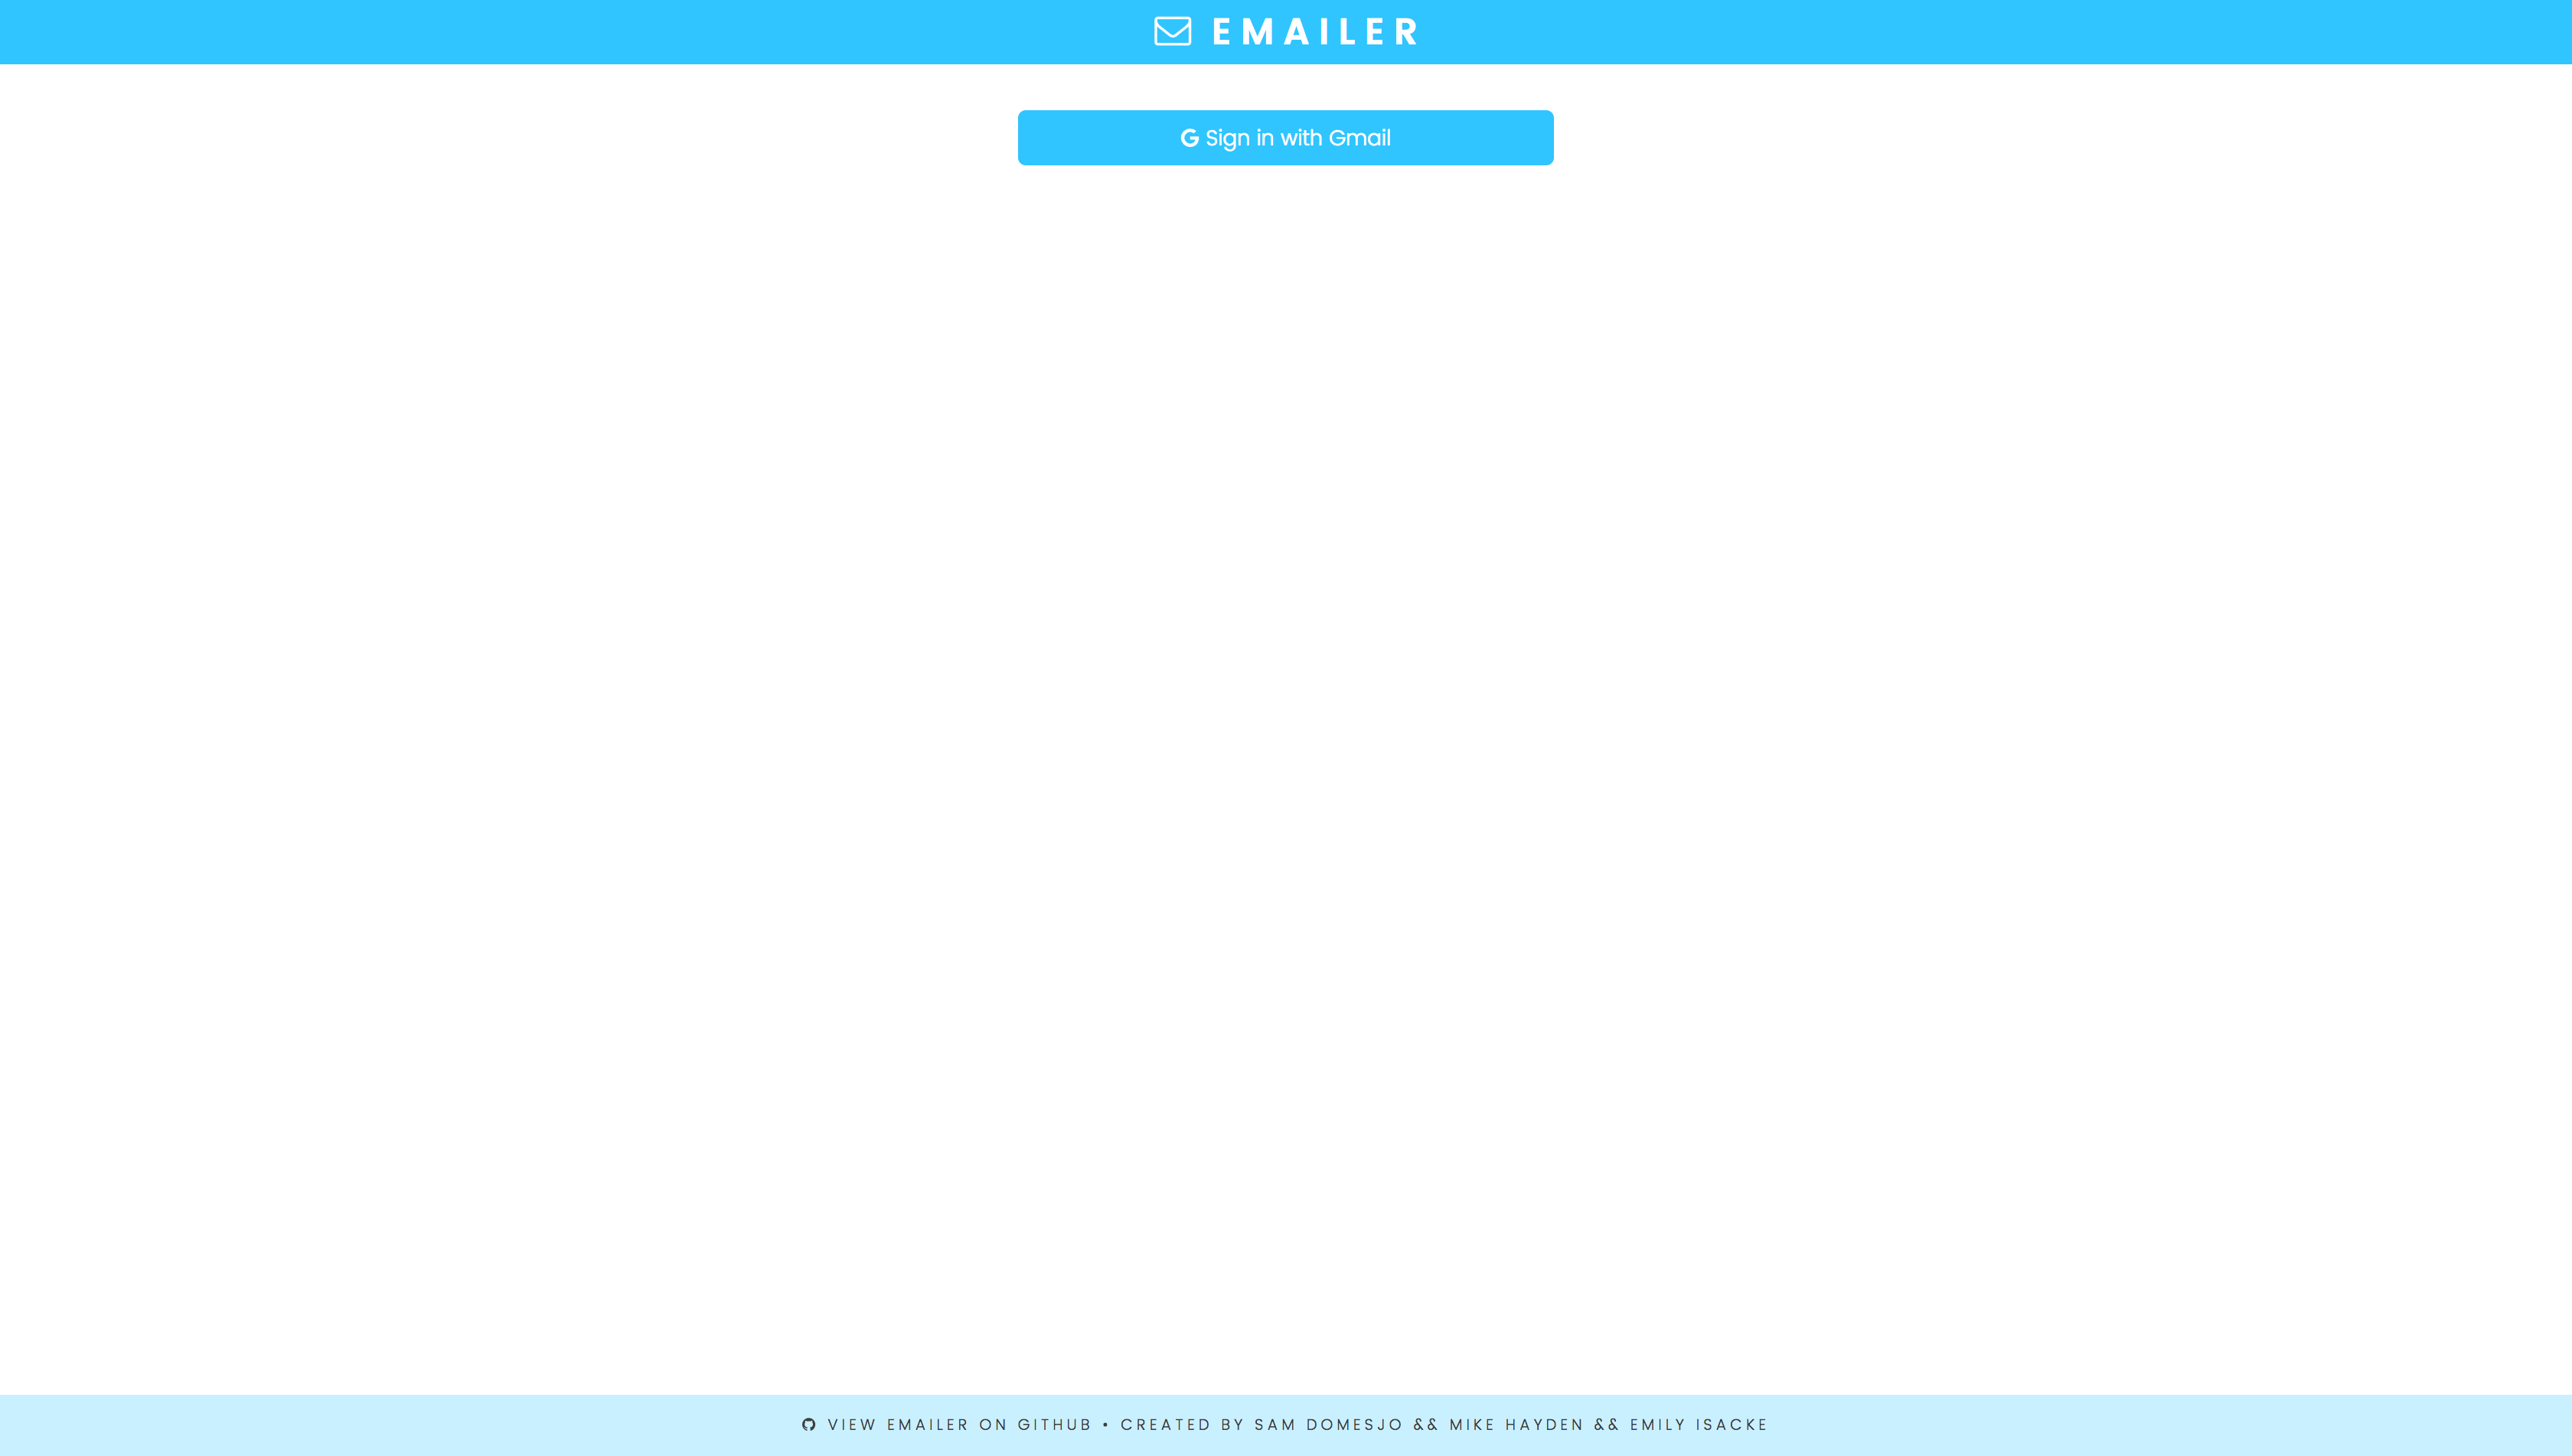 EMAILER
Sign in with Gmail
VIEW EMAILER ON GITHUB • CREATED BY SAM DOMESJO && MIKE HAYDEN && EMILY ISACKE